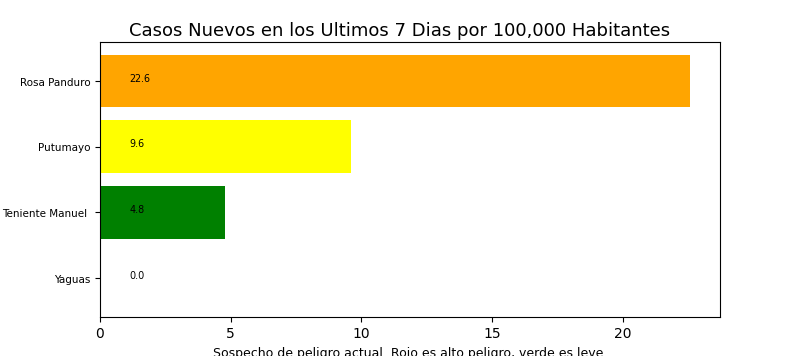 Casos Nuevos en los Ultimos 7 Dias por 100,000 Habitantes
Rosa Panduro 22.6
Putumayo 9.6
Teniente Manuel 4.8
Yaguas 0.0
0 5 10 15 20
Sospecho de peligro actual. Rojo es alto peligro, verde es leve